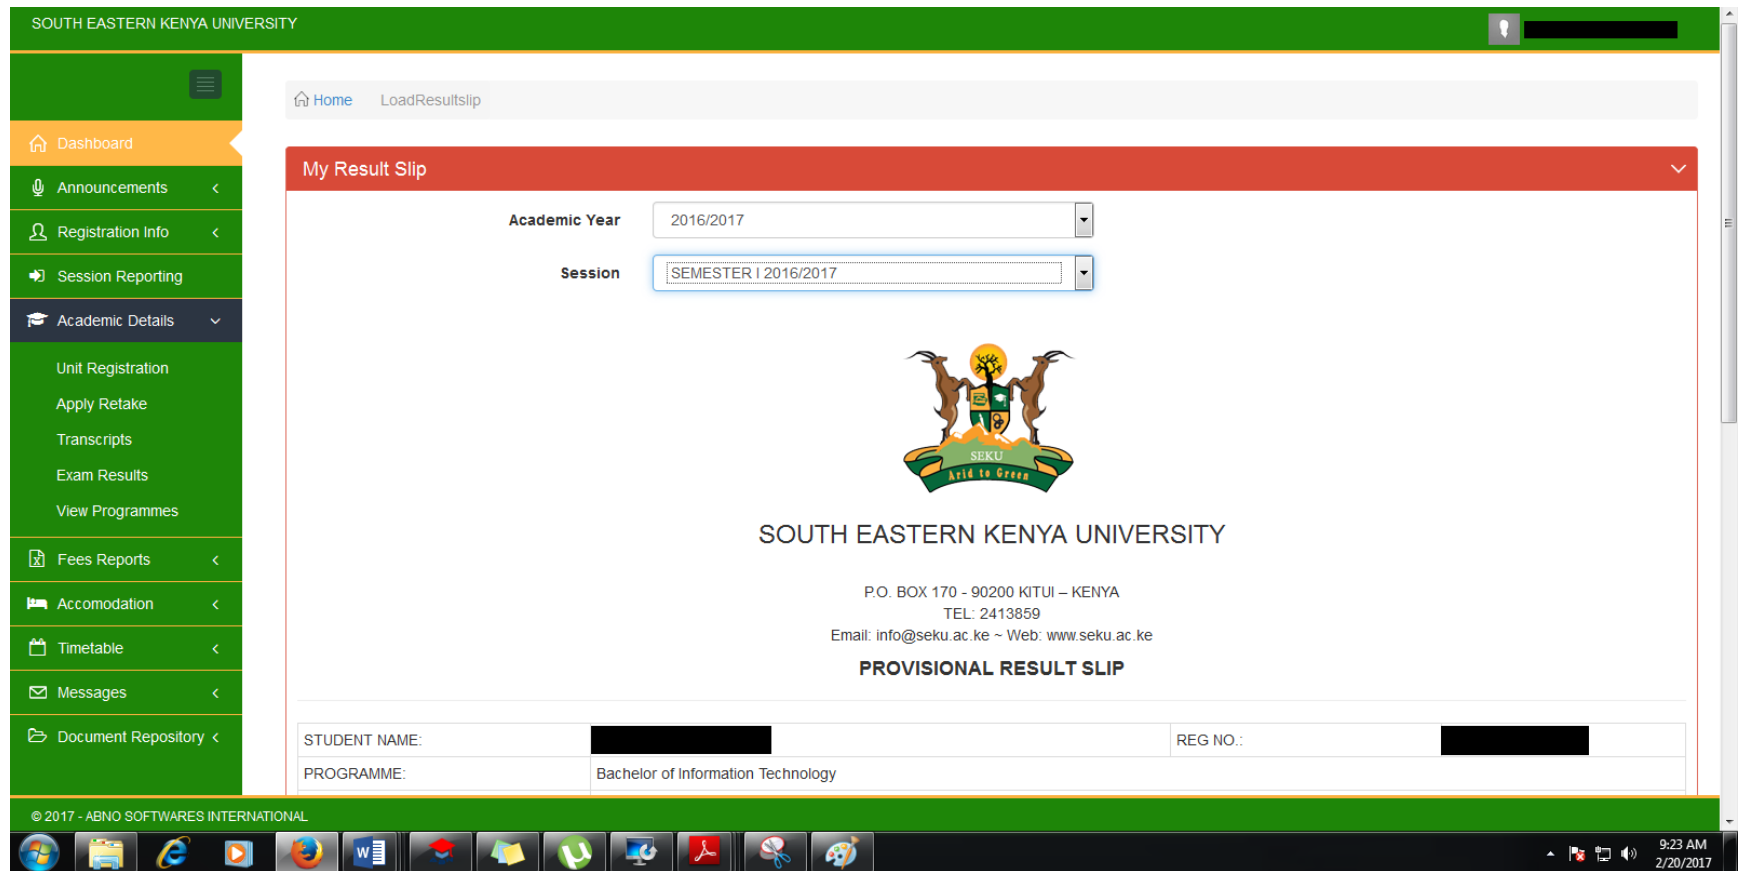 SOUTH EASTERN KENYA UNIVERSITY
Home LoadResultslip
Dashboard
Announcements
Registration Info
Session Reporting
Academic Details
Unit Registration
Apply Retake
Transcripts
Exam Results
View Programmes
Fees Reports
Accomodation
Timetable
Messages
Document Repository
My Result Slip
Academic Year 2016/2017
Session SEMESTER I 2016/2017
SEKU
Arid to Green
SOUTH EASTERN KENYA UNIVERSITY
P.O. BOX 170 - 90200 KITUI – KENYA
TEL: 2413859
Email: info@seku.ac.ke ~ Web: www.seku.ac.ke
PROVISIONAL RESULT SLIP
STUDENT NAME: REG NO.:
PROGRAMME: Bachelor of Information Technology
© 2017 - ABNO SOFTWARES INTERNATIONAL
9:23 AM
2/20/2017